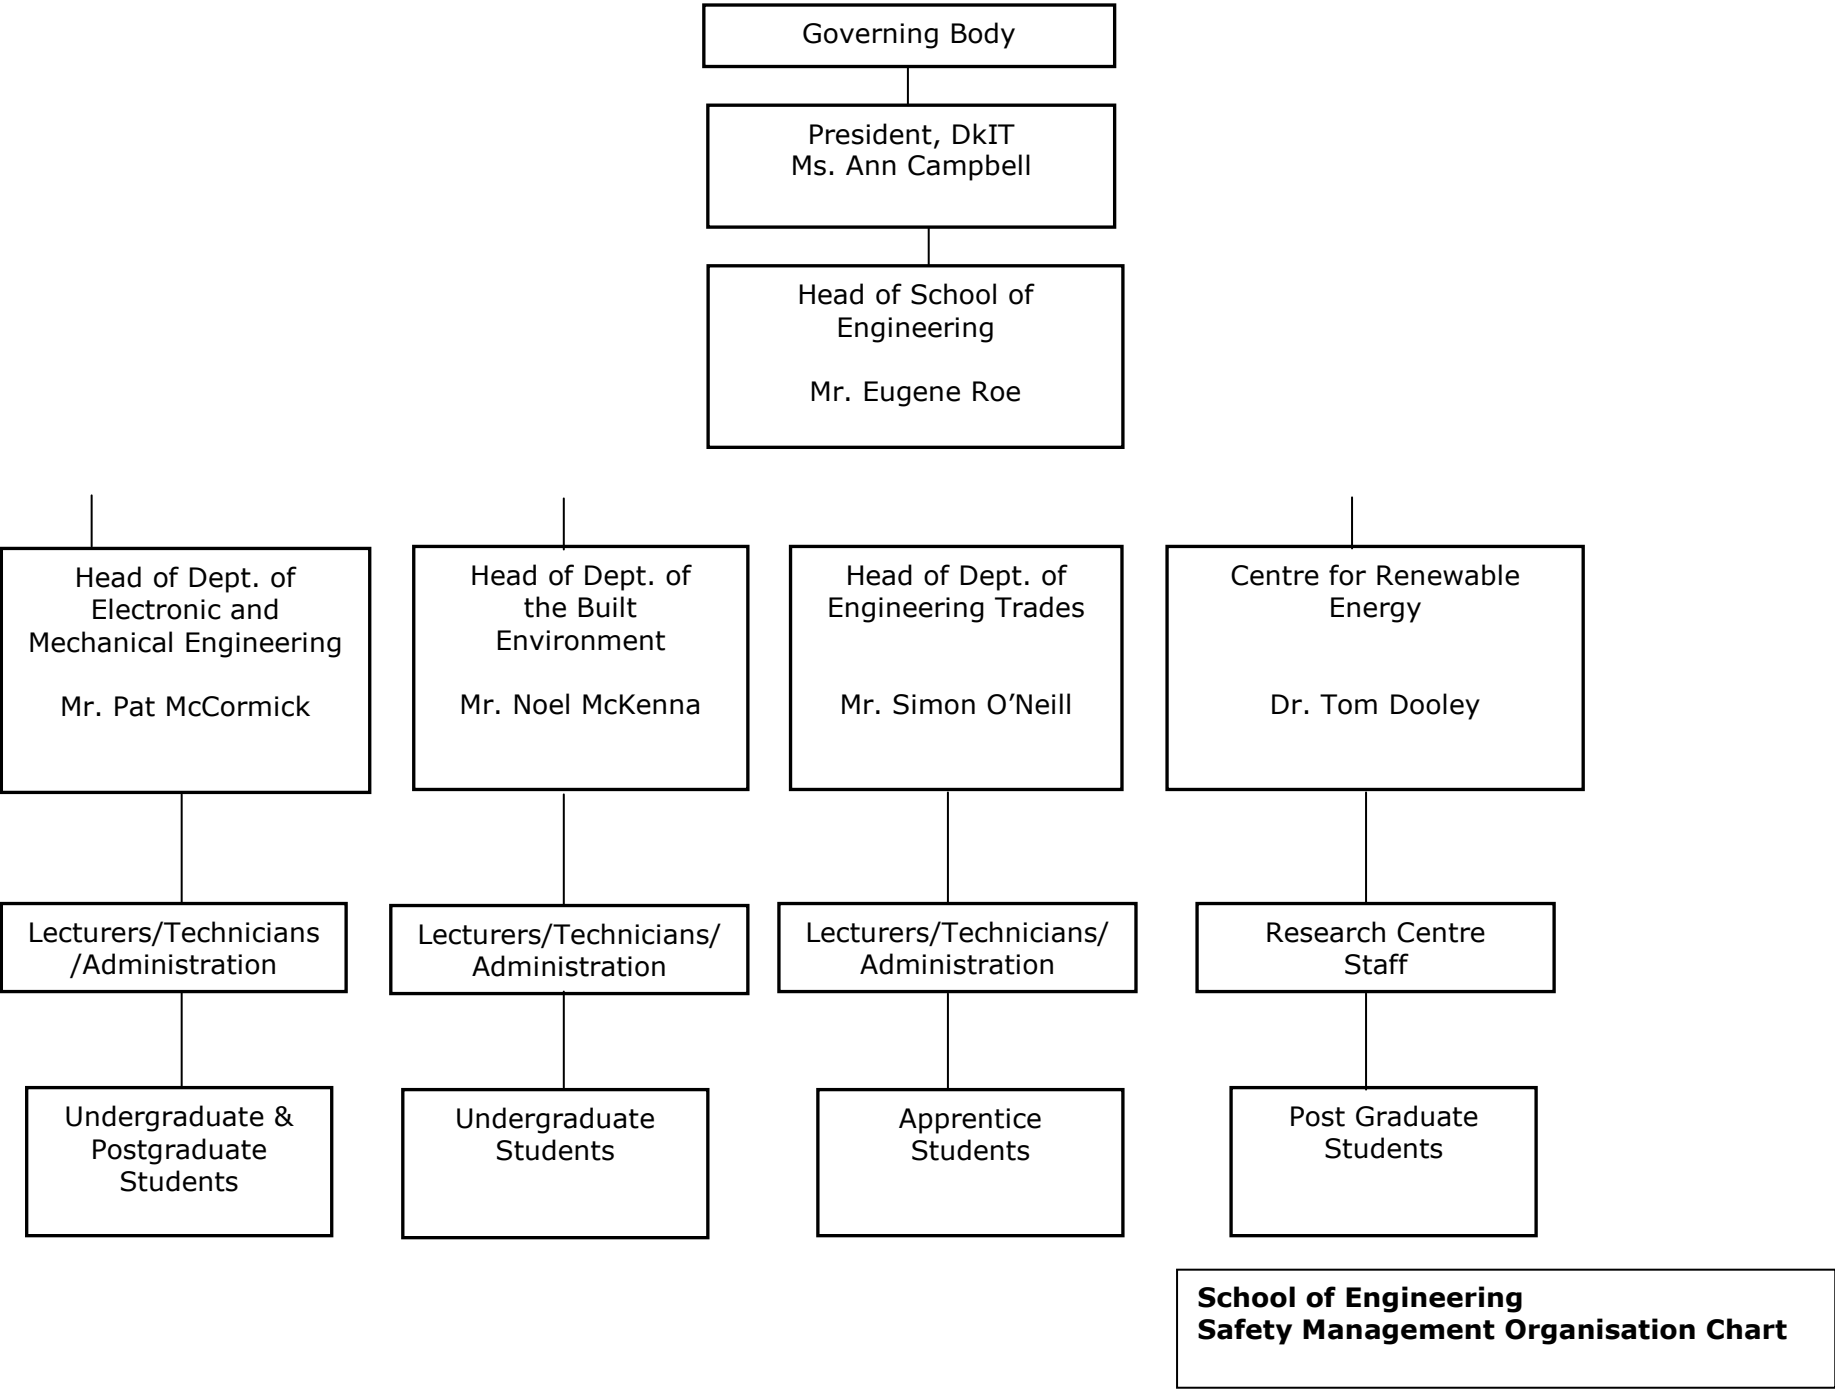 Governing Body
President, DkIT
Ms. Ann Campbell
Head of School of
Engineering
Mr. Eugene Roe
Head of Dept. of
Electronic and
Mechanical Engineering
Mr. Pat McCormick
Head of Dept. of
the Built
Environment
Mr. Noel McKenna
Head of Dept. of
Engineering Trades
Mr. Simon O’Neill
Centre for Renewable
Energy
Dr. Tom Dooley
Lecturers/Technicians
/Administration
Lecturers/Technicians/
Administration
Lecturers/Technicians/
Administration
Research Centre
Staff
Undergraduate &
Postgraduate
Students
Undergraduate
Students
Apprentice
Students
Post Graduate
Students
School of Engineering
Safety Management Organisation Chart